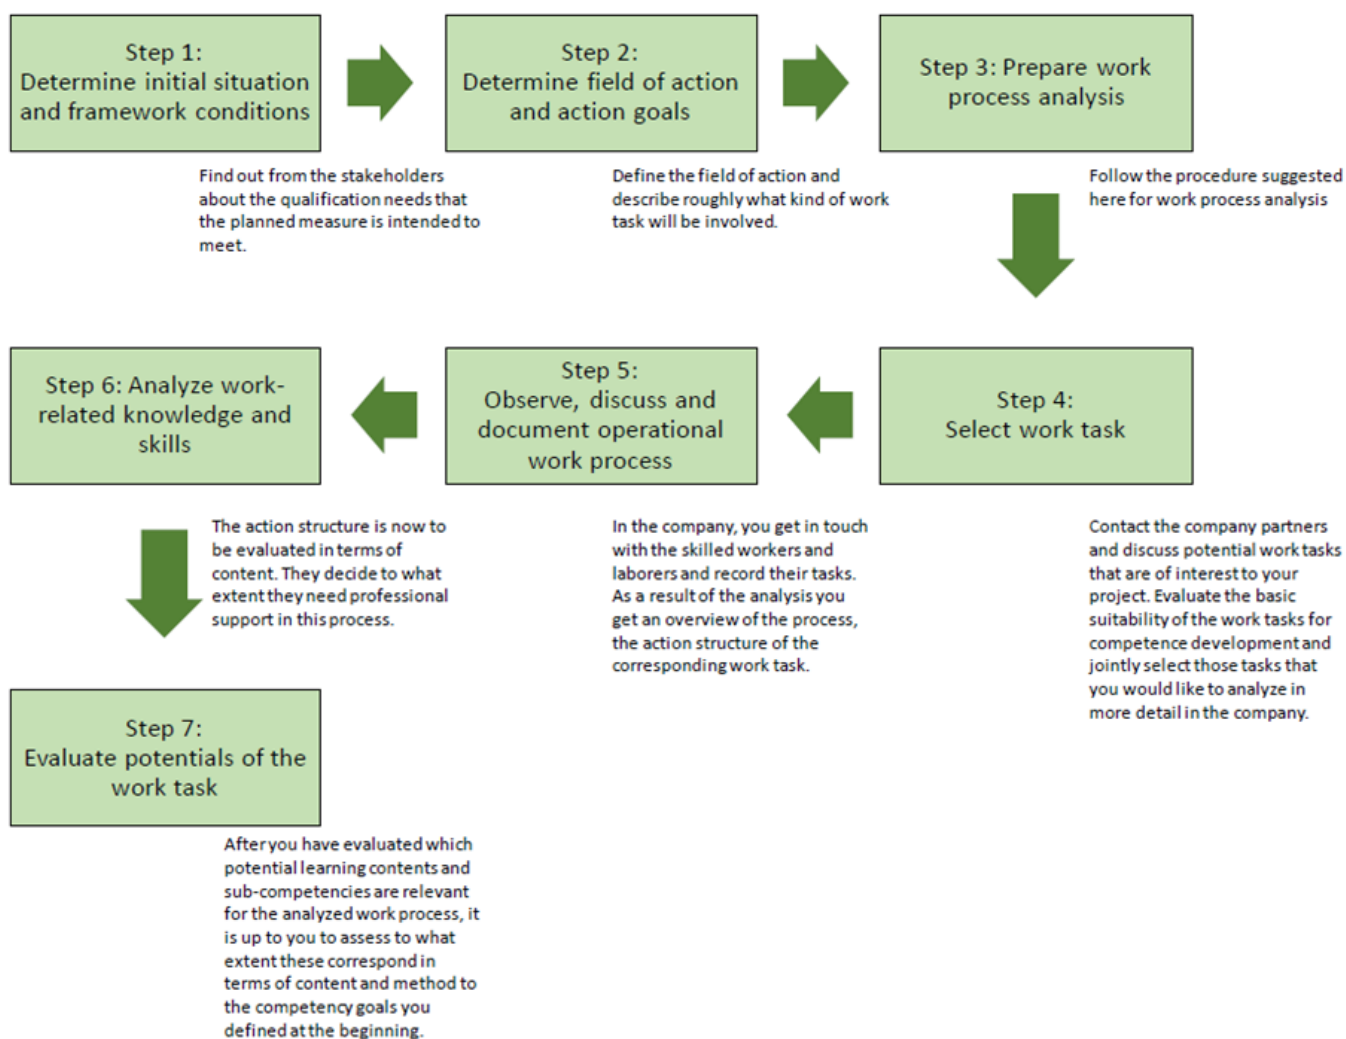 Step 1:
Determine initial situation
and framework conditions
Find out from the stakeholders
about the qualification needs that
the planned measure is intended to
meet.
Step 2:
Determine field of action
and action goals
Define the field of action and
describe roughly what kind of work
task will be involved.
Step 3: Prepare work
process analysis
Follow the procedure suggested
here for work process analysis
Step 4:
Select work task
Contact the company partners
and discuss potential work tasks
that are of interest to your
project. Evaluate the basic
suitability of the work tasks for
competence development and
jointly select those tasks that
you would like to analyze in
more detail in the company.
Step 5:
Observe, discuss and
document operational
work process
In the company, you get in touch
with the skilled workers and
laborers and record their tasks.
As a result of the analysis you
get an overview of the process,
the action structure of the
corresponding work task.
Step 6: Analyze work-
related knowledge and
skills
The action structure is now to
be evaluated in terms of
content. They decide to what
extent they need professional
support in this process.
Step 7:
Evaluate potentials of the
work task
After you have evaluated which
potential learning contents and
sub-competencies are relevant
for the analyzed work process, it
is up to you to assess to what
extent these correspond in
terms of content and method to
the competency goals you
defined at the beginning.